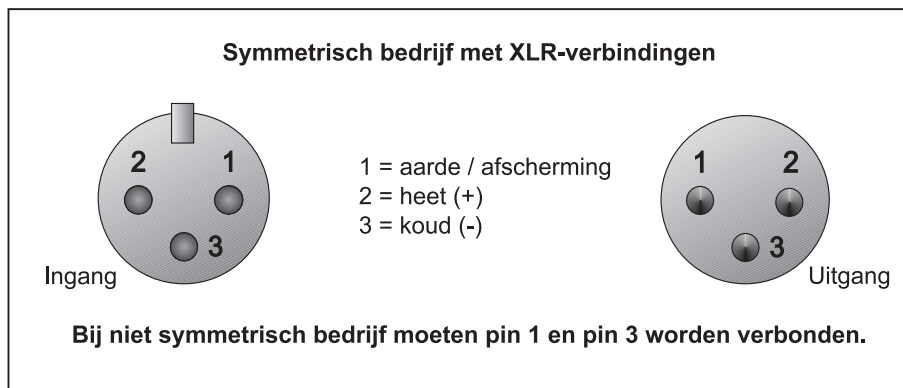 Symmetrisch bedrijf met XLR-verbindingen
2 1
3
Ingang
1 = aarde / afscherming
2 = heet (+)
3 = koud (-)
1 2
3
Uitgang
Bij niet symmetrisch bedrijf moeten pin 1 en pin 3 worden verbonden.